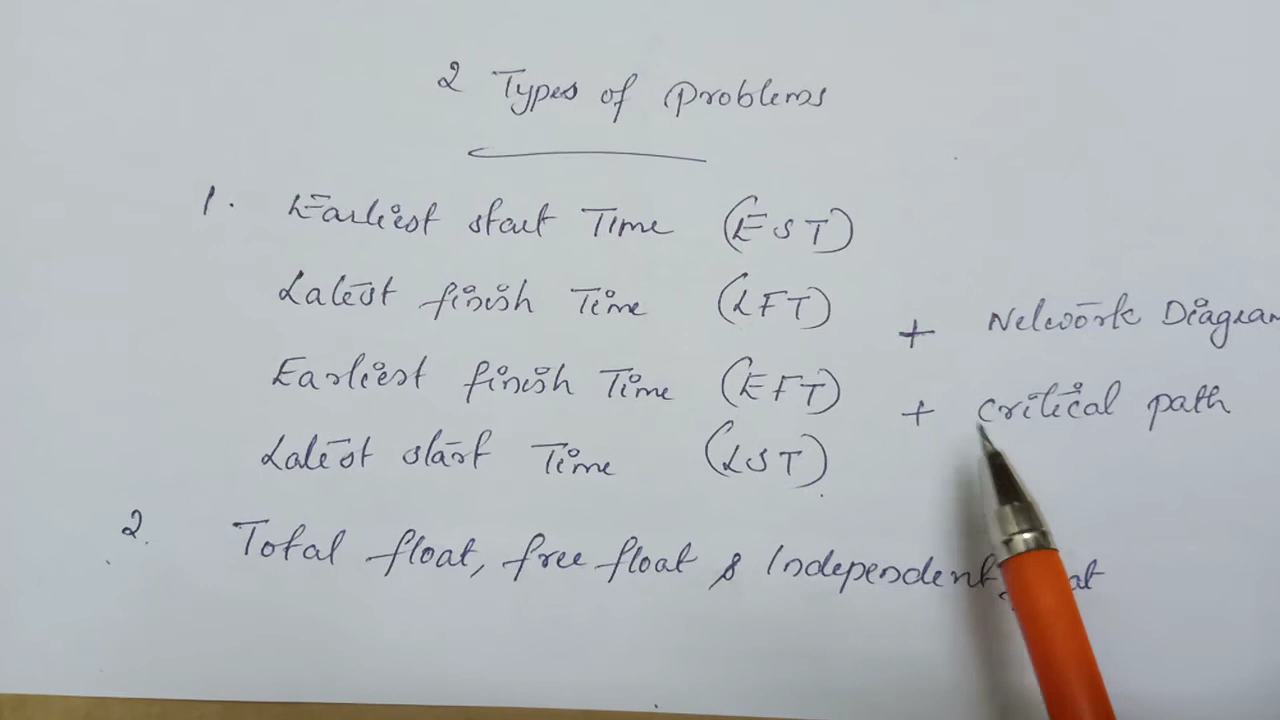 2 Types of Problems
1. Earliest start Time (EST)
Latest finish Time (LFT)
+ Network Diagram
Earliest finish Time (EFT)
+ critical path
Latest start Time (LST)
2. Total float, free float & Independent